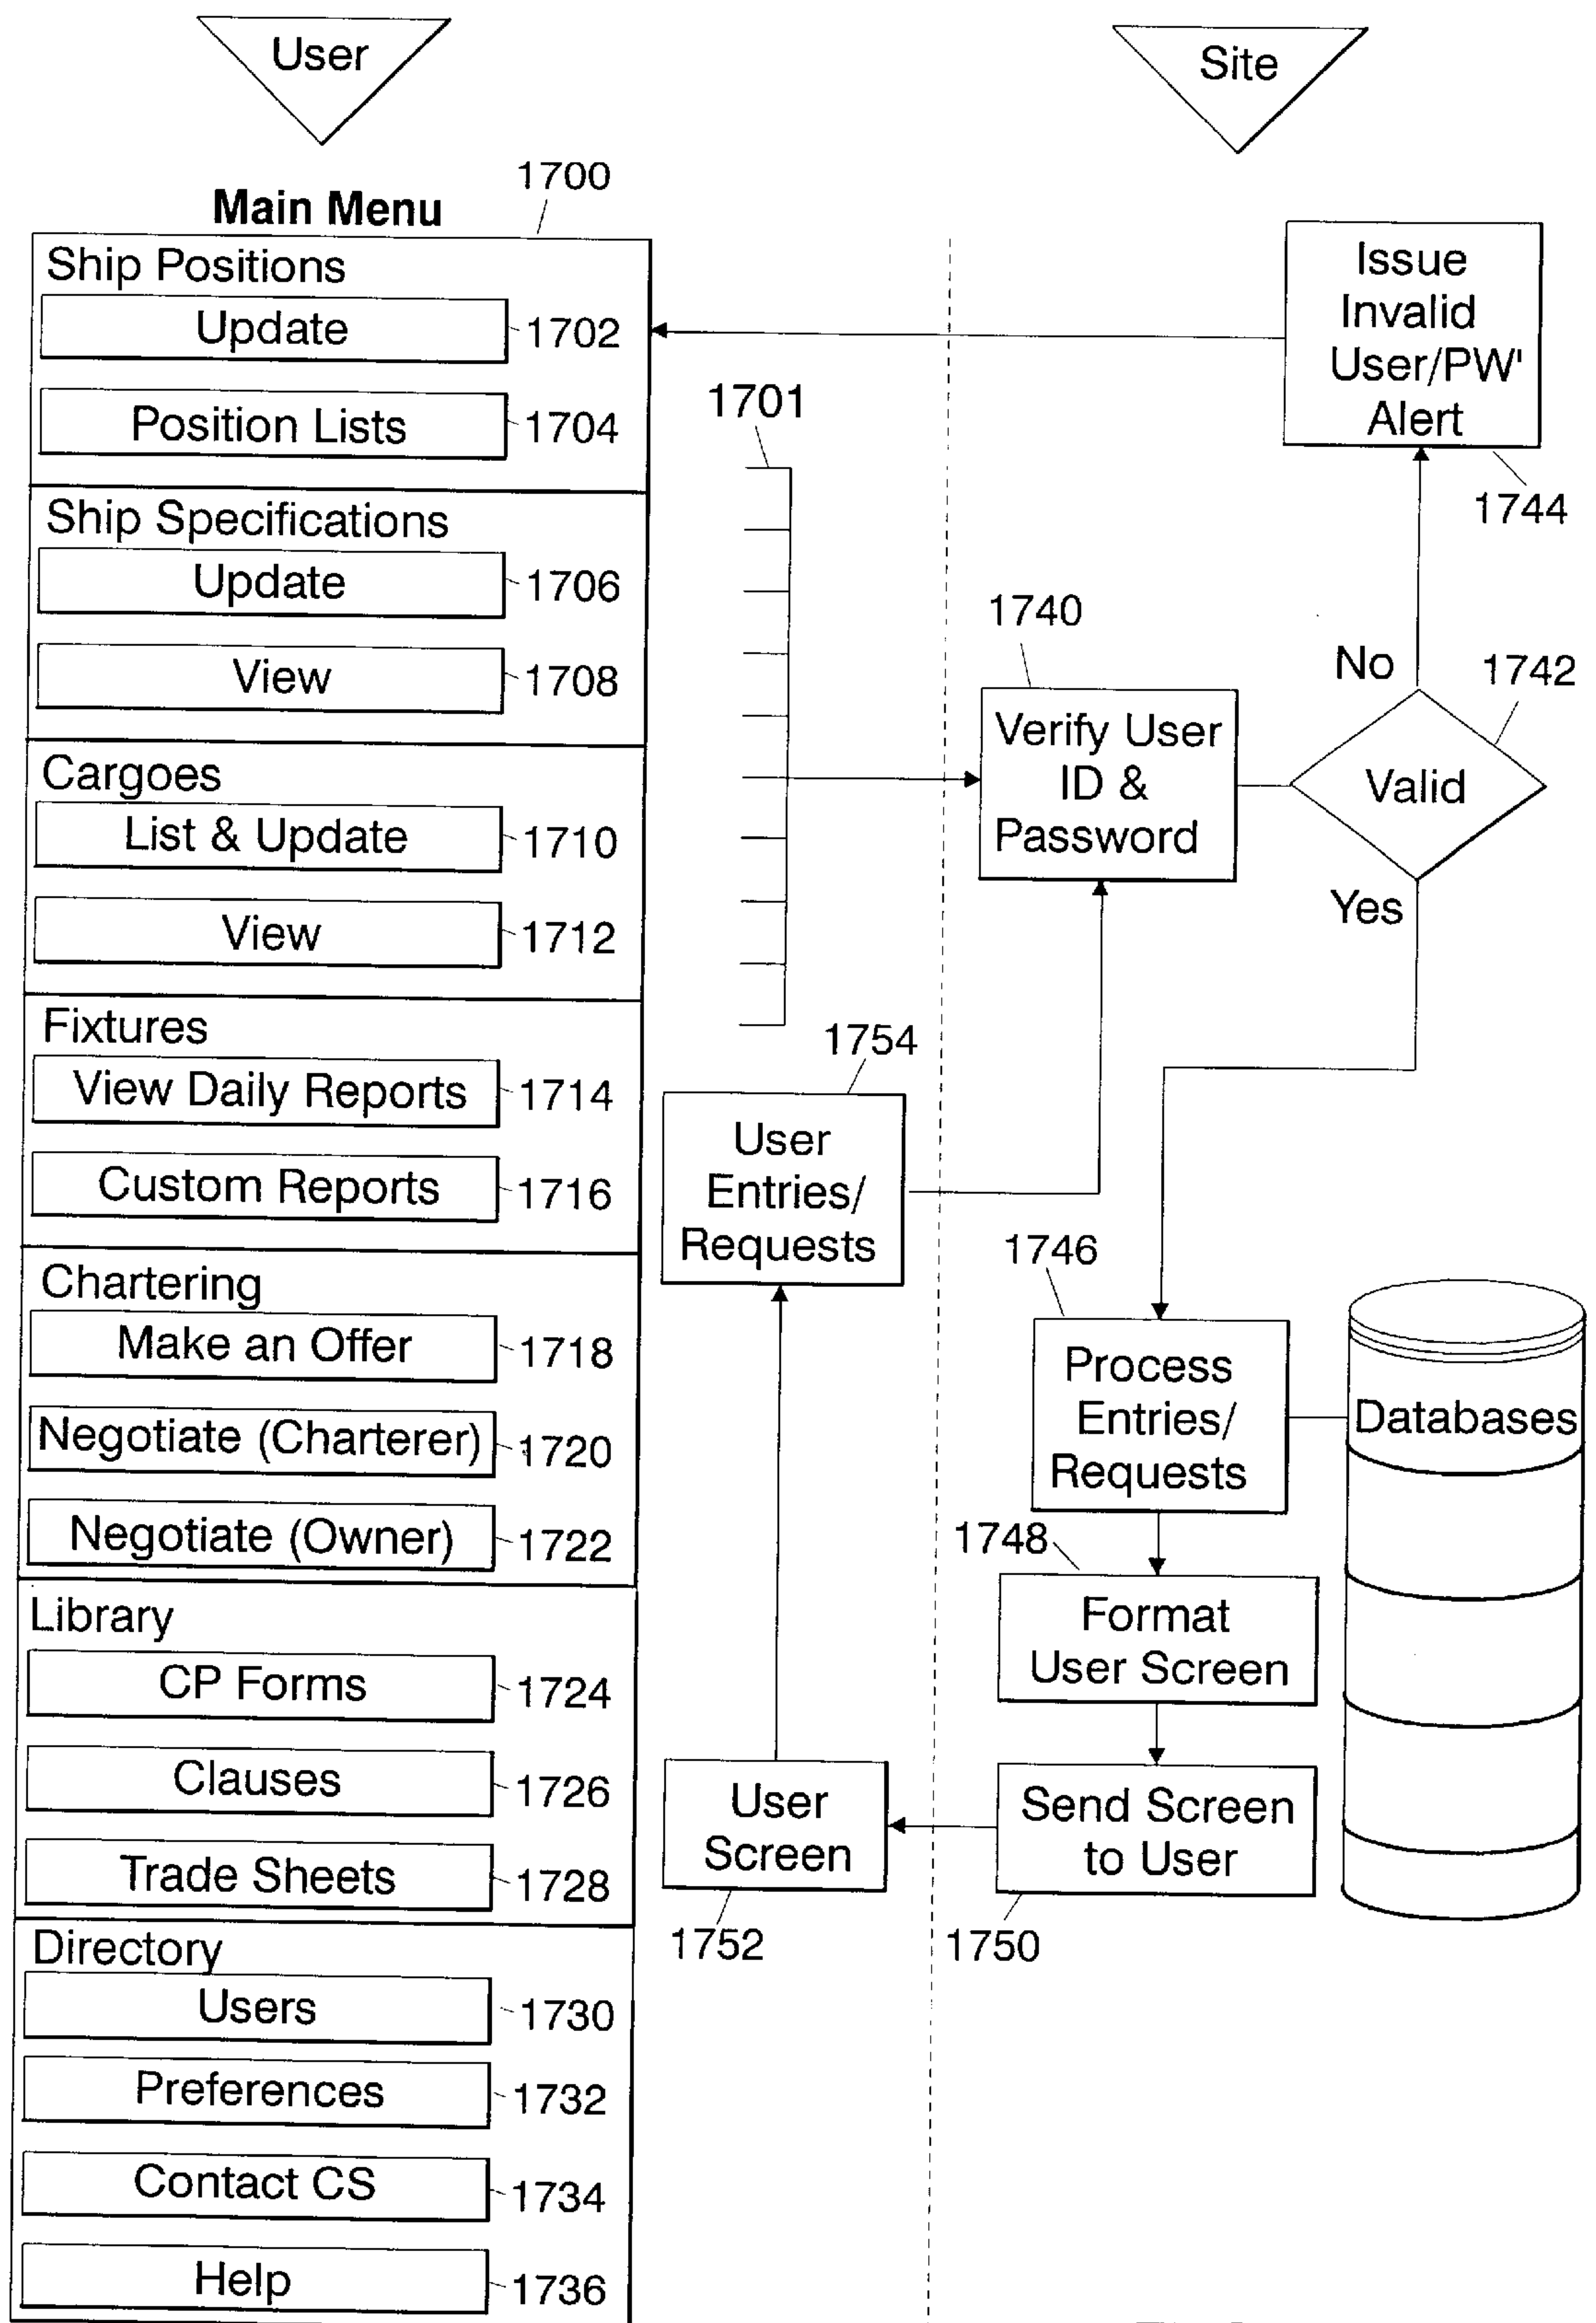 User
Site
Main Menu
1700
Ship Positions
Update
1702
Position Lists
1704
Ship Specifications
Update
1706
View
1708
Cargoes
List & Update
1710
View
1712
Fixtures
View Daily Reports
1714
Custom Reports
1716
Chartering
Make an Offer
1718
Negotiate (Charterer)
1720
Negotiate (Owner)
1722
Library
CP Forms
1724
Clauses
1726
Trade Sheets
1728
Directory
Users
1730
Preferences
1732
Contact CS
1734
Help
1736
1701
1754
User
Entries/
Requests
User
Screen
1752
Issue
Invalid
User/PW'
Alert
1744
1740
Verify User
ID &
Password
No
1742
Valid
Yes
1746
Process
Entries/
Requests
Databases
1748
Format
User Screen
Send Screen
to User
1750